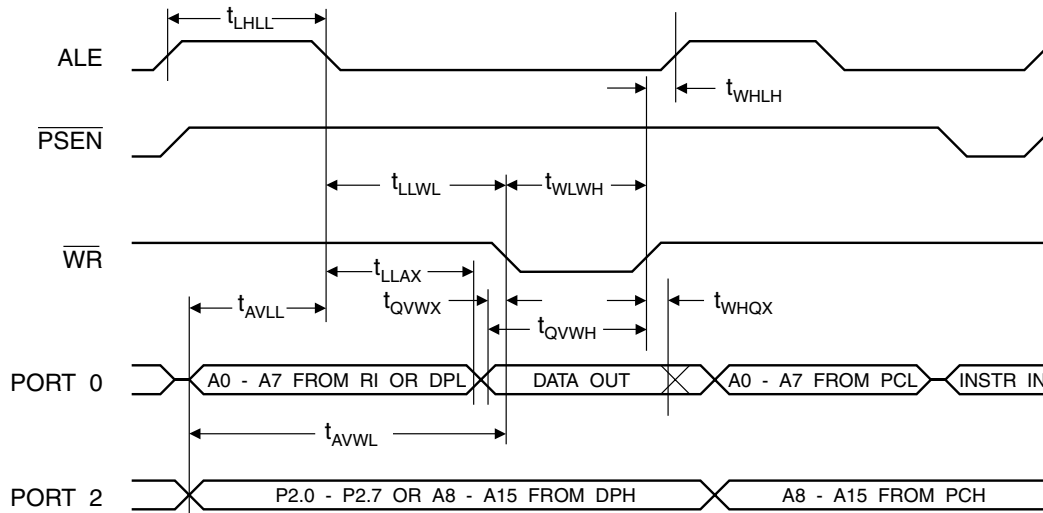 tLHLL
ALE
tWHLH
PSEN
tLLWL
tWLWH
WR
tLLAX
tAVLL
tQVWX
tWHQX
tQVWH
PORT 0
A0 - A7 FROM RI OR DPL
DATA OUT
A0 - A7 FROM PCL
INSTR IN
tAVWL
PORT 2
P2.0 - P2.7 OR A8 - A15 FROM DPH
A8 - A15 FROM PCH